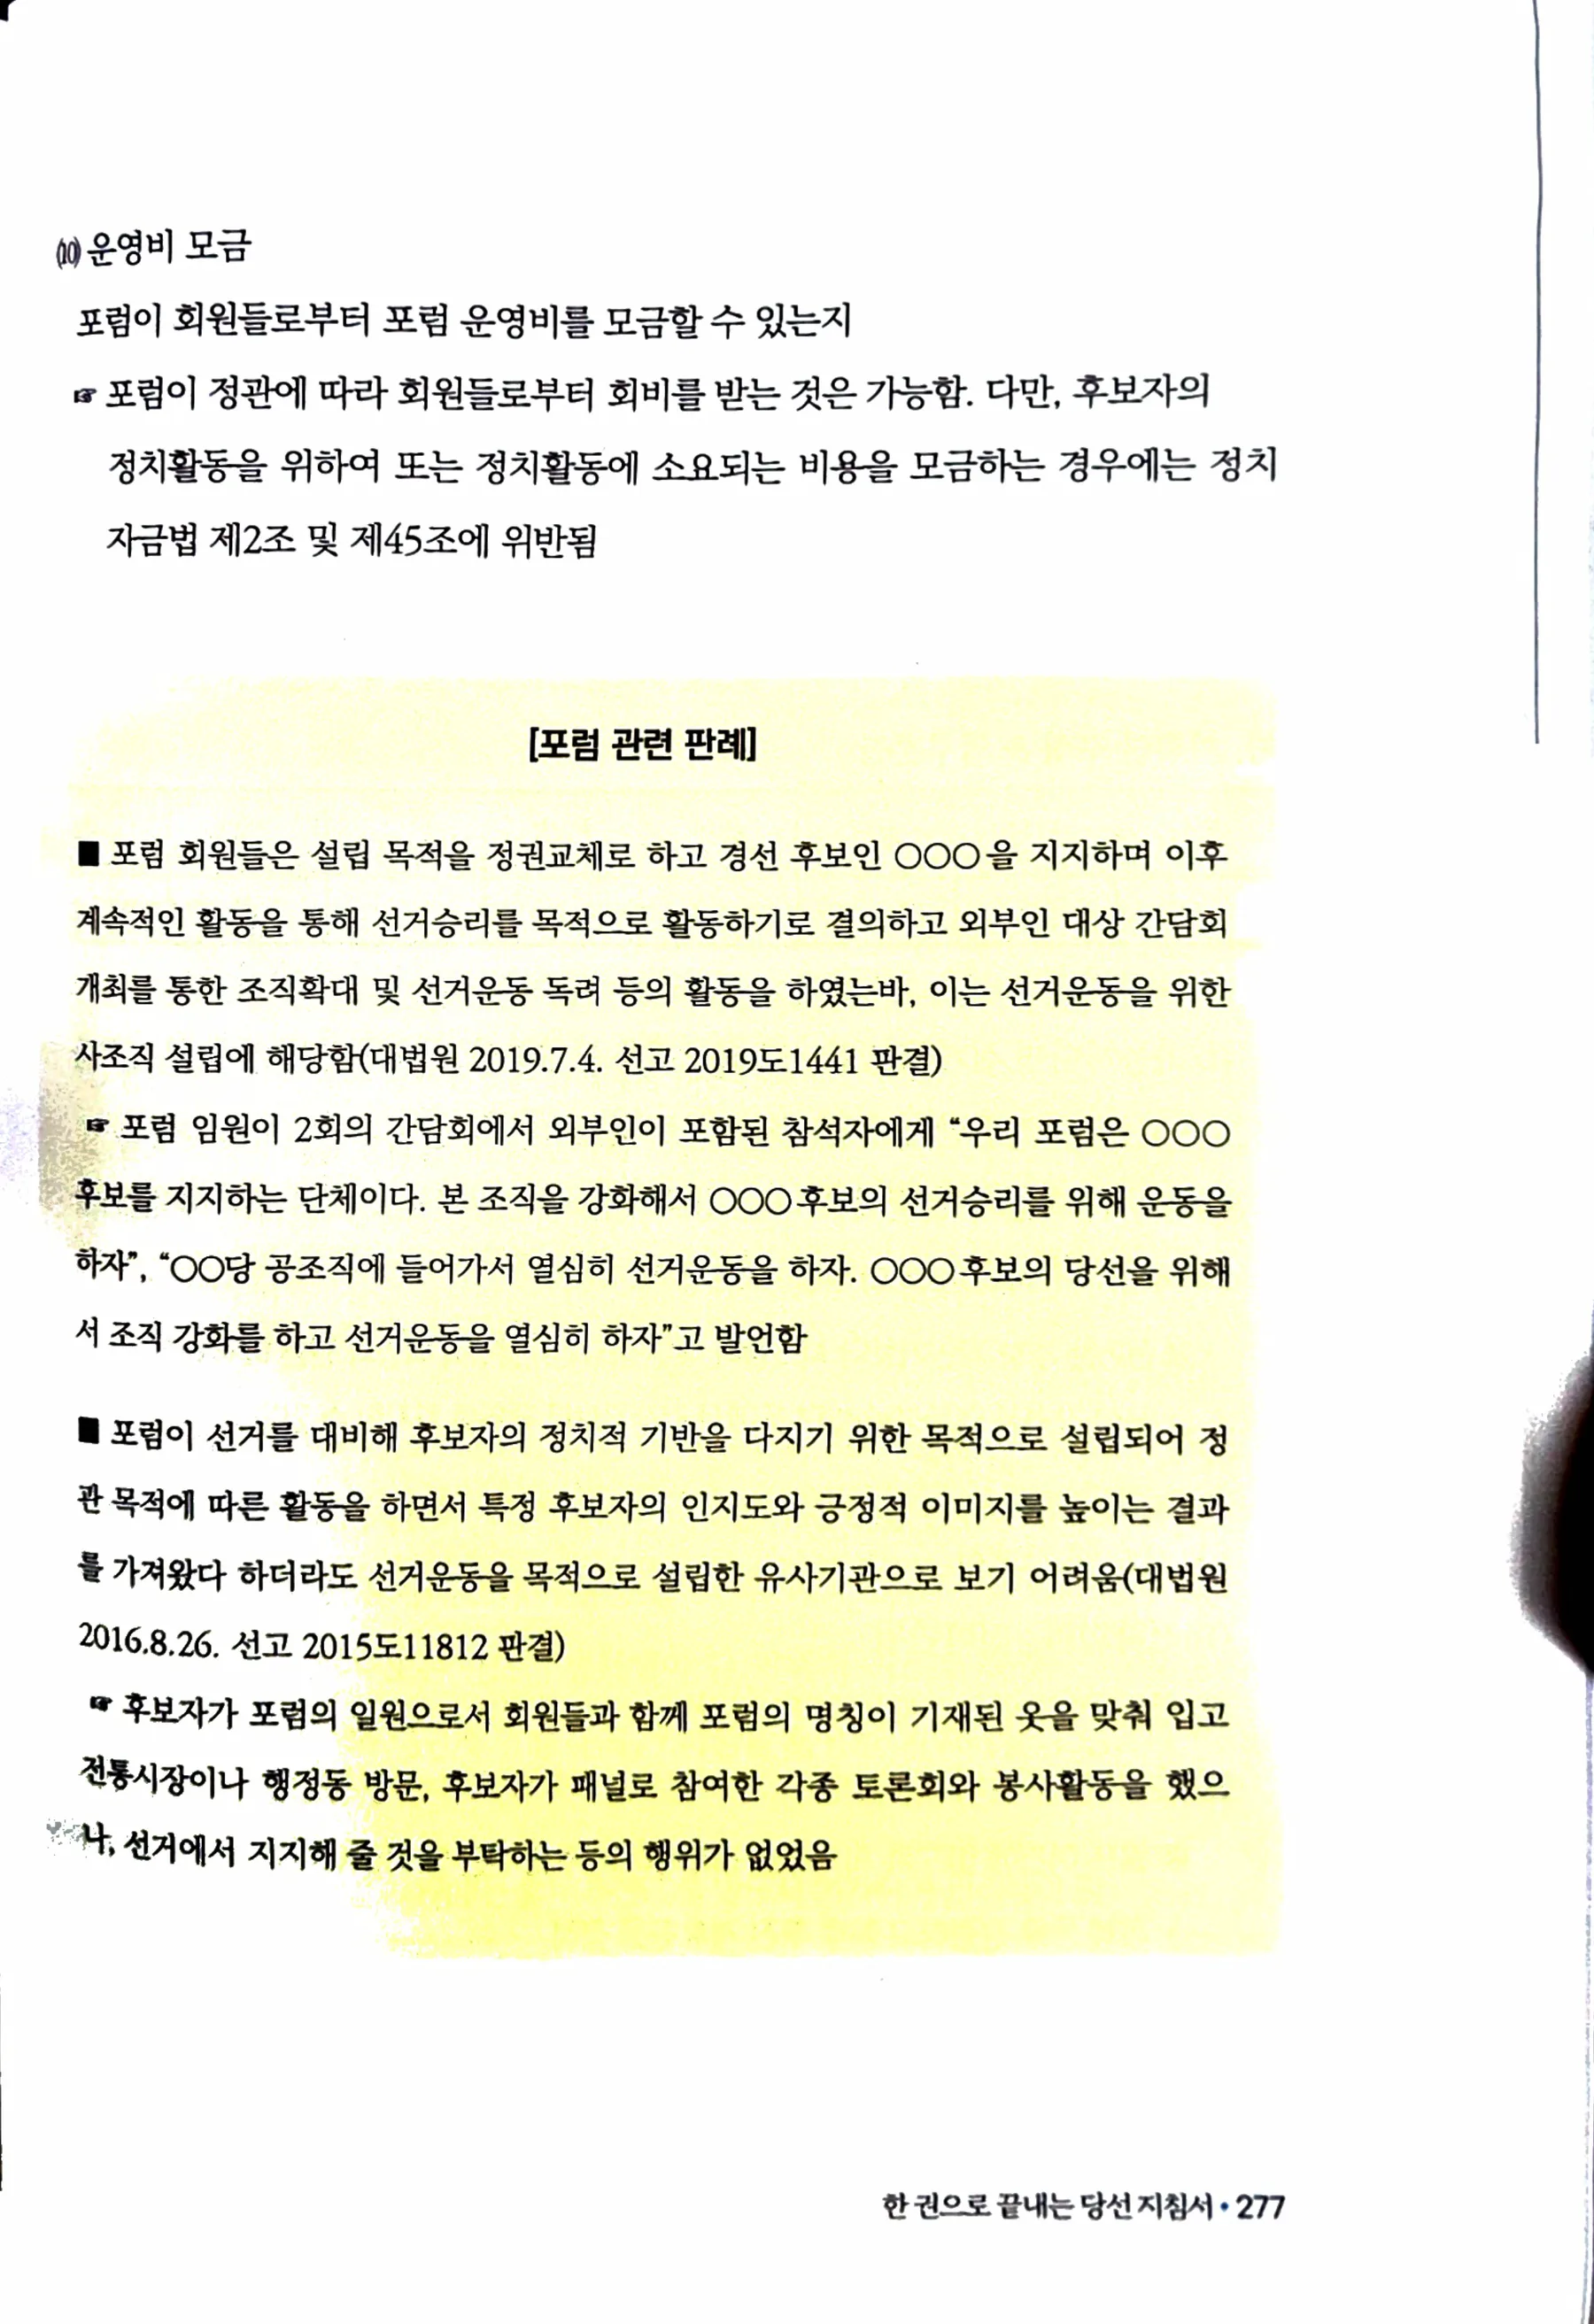 (10) 운영비 모금
포럼이 회원들로부터 포럼 운영비를 모금할 수 있는지
☞ 포럼이 정관에 따라 회원들로부터 회비를 받는 것은 가능함. 다만, 후보자의
정치활동을 위하여 또는 정치활동에 소요되는 비용을 모금하는 경우에는 정치
자금법 제2조 및 제45조에 위반됨
[포럼 관련 판례]
■ 포럼 회원들은 설립 목적을 정권교체로 하고 경선 후보인 ○○○을 지지하며 이후
계속적인 활동을 통해 선거승리를 목적으로 활동하기로 결의하고 외부인 대상 간담회
개최를 통한 조직확대 및 선거운동 독려 등의 활동을 하였는바, 이는 선거운동을 위한
사조직 설립에 해당함(대법원 2019.7.4. 선고 2019도1441 판결)
☞ 포럼 임원이 2회의 간담회에서 외부인이 포함된 참석자에게 “우리 포럼은 ○○○
후보를 지지하는 단체이다. 본 조직을 강화해서 ○○○후보의 선거승리를 위해 운동을
하자”, “○○당 공조직에 들어가서 열심히 선거운동을 하자. ○○○후보의 당선을 위해
서 조직 강화를 하고 선거운동을 열심히 하자”고 발언함
■ 포럼이 선거를 대비해 후보자의 정치적 기반을 다지기 위한 목적으로 설립되어 정
관 목적에 따른 활동을 하면서 특정 후보자의 인지도와 긍정적 이미지를 높이는 결과
를 가져왔다 하더라도 선거운동을 목적으로 설립한 유사기관으로 보기 어려움(대법원
2016.8.26. 선고 2015도11812 판결)
☞ 후보자가 포럼의 일원으로서 회원들과 함께 포럼의 명칭이 기재된 옷을 맞춰 입고
전통시장이나 행정동 방문, 후보자가 패널로 참여한 각종 토론회와 봉사활동을 했으
나, 선거에서 지지해 줄 것을 부탁하는 등의 행위가 없었음
한 권으로 끝내는 당선 지침서 • 277